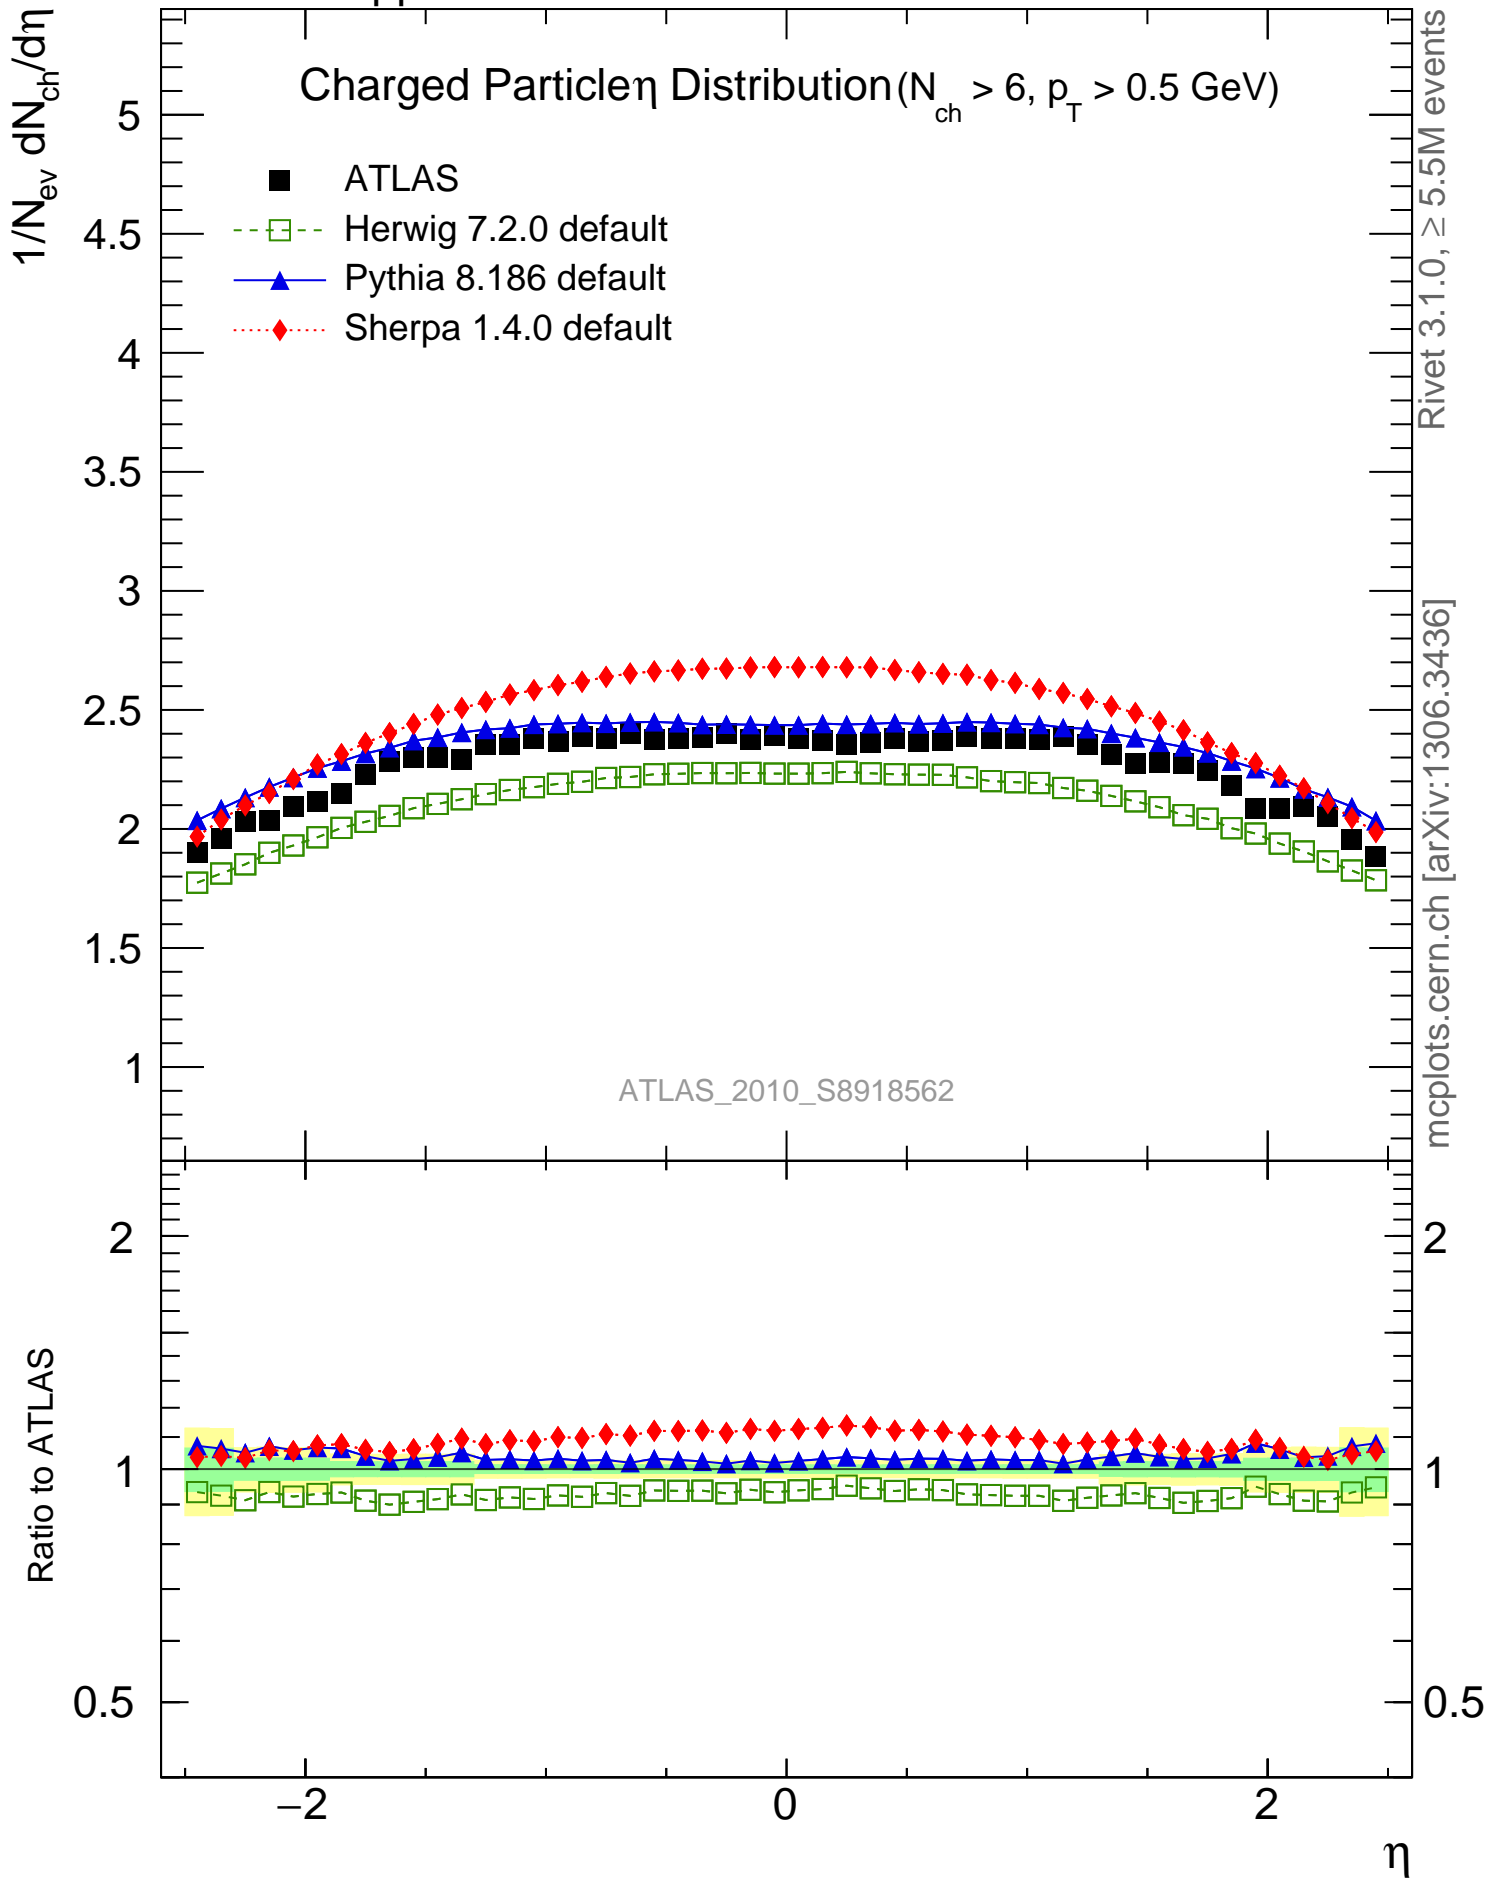 pp
1/N_ev dN_ch/dη
Charged Particleη Distribution(N_ch > 6, p_T > 0.5 GeV)
ATLAS
Herwig 7.2.0 default
Pythia 8.186 default
Sherpa 1.4.0 default
5
4.5
4
3.5
3
2.5
2
1.5
1
ATLAS_2010_S8918562
Rivet 3.1.0, ≥ 5.5M events
mcplots.cern.ch [arXiv:1306.3436]
Ratio to ATLAS
2
2
1
1
0.5
0.5
−2
0
2
η